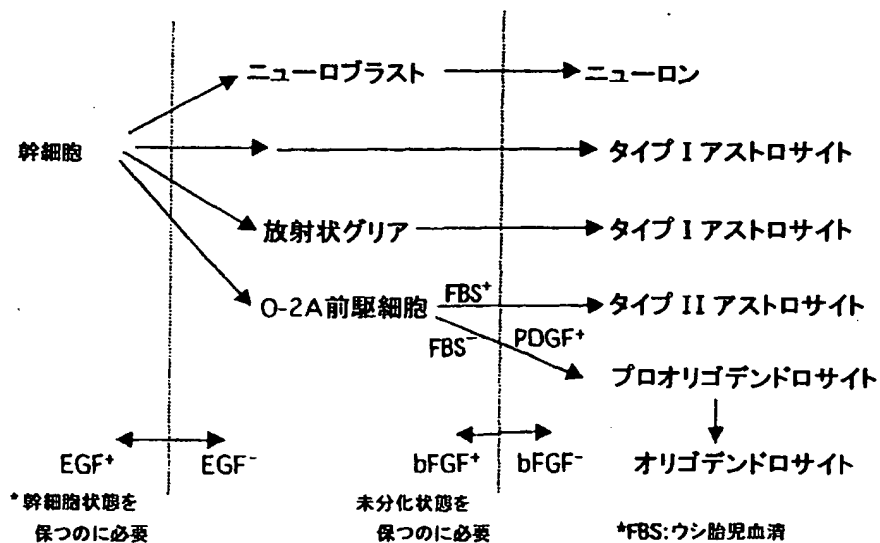 ニューロブラスト ニューロン
幹細胞 タイプ I アストロサイト
放射状グリア タイプ I アストロサイト
O-2A前駆細胞 FBS⁺ タイプ II アストロサイト
FBS⁻ PDGF⁺
プロオリゴデンドロサイト
EGF⁺ EGF⁻ bFGF⁺ bFGF⁻ オリゴデンドロサイト
*幹細胞状態を
保つのに必要
未分化状態を
保つのに必要
*FBS:ウシ胎児血清